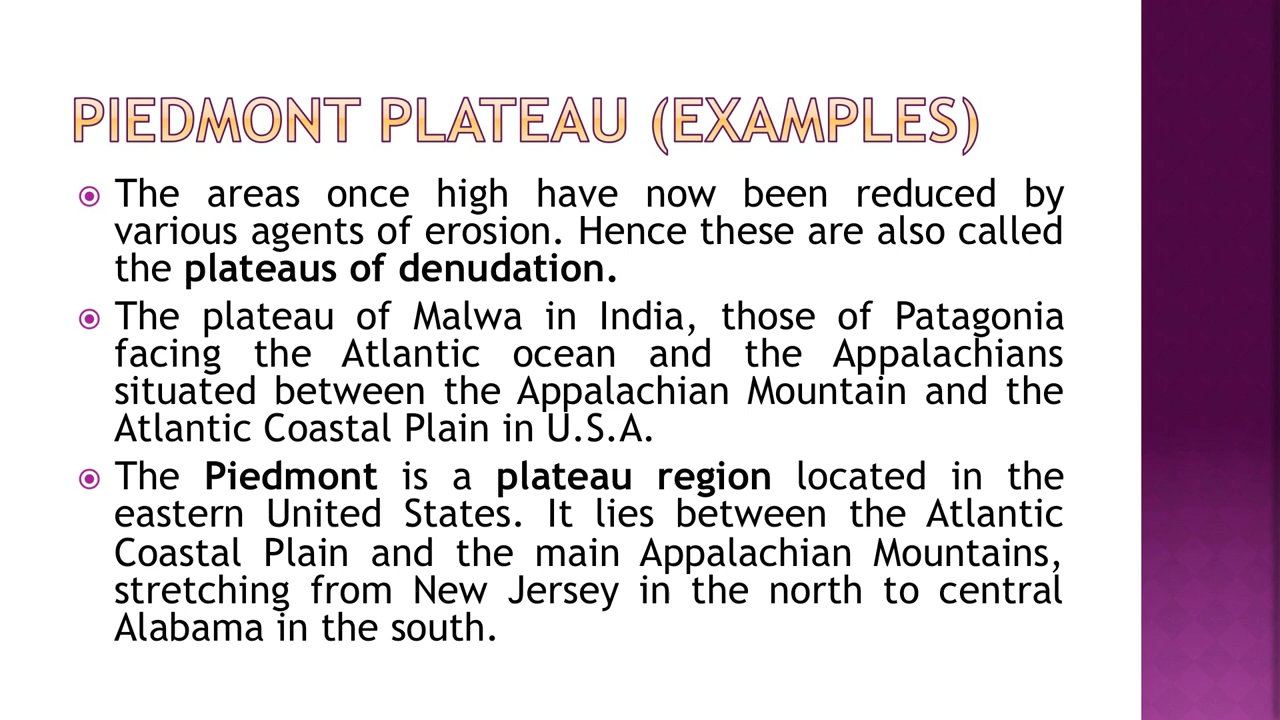 PIEDMONT PLATEAU (EXAMPLES)
The areas once high have now been reduced by
various agents of erosion. Hence these are also called
the plateaus of denudation.
The plateau of Malwa in India, those of Patagonia
facing the Atlantic ocean and the Appalachians
situated between the Appalachian Mountain and the
Atlantic Coastal Plain in U.S.A.
The Piedmont is a plateau region located in the
eastern United States. It lies between the Atlantic
Coastal Plain and the main Appalachian Mountains,
stretching from New Jersey in the north to central
Alabama in the south.